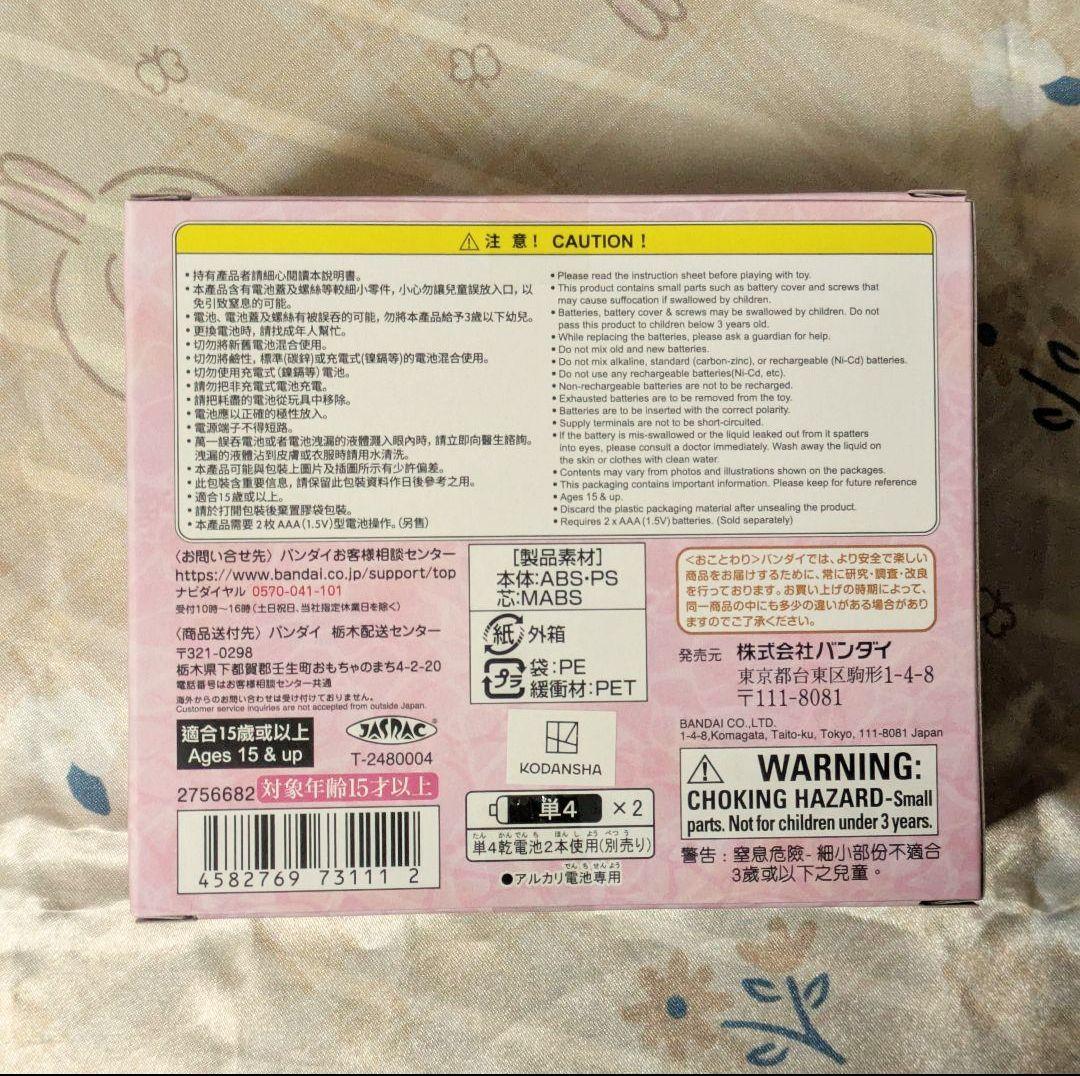 ⚠注 意! CAUTION !
•持有產品者請細心閱讀本說明書。
•本產品含有電池蓋及螺絲等較細小零件，小心勿讓兒童誤放入口，以
免引致窒息的可能。
•電池、電池蓋及螺絲有被誤吞的可能，勿將本產品給予3歲以下幼兒。
•更換電池時，請找成年人幫忙。
•切勿將新舊電池混合使用。
•切勿將鹼性，標準(碳鋅)或充電式(鎳鎘等)的電池混合使用。
•切勿使用充電式(鎳鎘等)電池。
•請勿把非充電式電池充電。
•請把耗盡的電池從玩具中移除。
•電池應以正確的極性放入。
•電源端子不得短路。
•萬一誤吞電池或者電池洩漏的液體濺入眼內時，請立即向醫生諮詢。
洩漏的液體沾到皮膚或衣服時請用水清洗。
•本產品可能與包裝上圖片及插圖所示有少許偏差。
•此包裝含重要信息，請保留此包裝資料作日後參考之用。
•適合15歲或以上。
•請於打開包裝後棄置膠袋包裝。
•本產品需要2枚AAA(1.5V)型電池操作。(另售)
•Please read the instruction sheet before playing with toy.
•This product contains small parts such as battery cover and screws that
may cause suffocation if swallowed by children.
•Batteries, battery cover & screws may be swallowed by children. Do not
pass this product to children below 3 years old.
•While replacing the batteries, please ask a guardian for help.
•Do not mix old and new batteries.
•Do not mix alkaline, standard (carbon-zinc), or rechargeable (Ni-Cd) batteries.
•Do not use any rechargeable batteries(Ni-Cd, etc).
•Non-rechargeable batteries are not to be recharged.
•Exhausted batteries are to be removed from the toy.
•Batteries are to be inserted with the correct polarity.
•Supply terminals are not to be short-circuited.
•If the battery is mis-swallowed or the liquid leaked out from it spatters
into eyes, please consult a doctor immediately. Wash away the liquid on
the skin or clothes with clean water.
•Contents may vary from photos and illustrations shown on the packages.
•This packaging contains important information. Please keep for future reference
•Ages 15 & up.
•Discard the plastic packaging material after unsealing the product.
•Requires 2 x AAA (1.5V) batteries. (Sold separately)
〈お問い合せ先〉バンダイお客様相談センター
https://www.bandai.co.jp/support/top
ナビダイヤル 0570-041-101
受付10時〜16時(土日祝日、当社指定休業日を除く)
〈商品送付先〉バンダイ 栃木配送センター
〒321-0298
栃木県下都賀郡壬生町おもちゃのまち4-2-20
電話番号はお客様相談センター共通
海外からのお問い合わせは受け付けておりません。
Customer service inquiries are not accepted from outside Japan.
適合15歲或以上
Ages 15 & up
JASRAC®
T-2480004
2756682 対象年齢15才以上
4582769 73111 2
[製品素材]
本体:ABS・PS
芯:MABS
紙 外箱
プラ 袋:PE
緩衝材:PET
KODANSHA
単4 ×2
たん かんでんち ほんしよう べつう
単4乾電池2本使用(別売り)
でんちせんよう
●アルカリ電池専用
<おことわり>バンダイでは、より安全で楽しい
商品をお届けするために、常に研究・調査・改良
を行っております。お買い上げの時期によって、
同一商品の中にも多少の違いがある場合があり
ますのでご了承ください。
発売元 株式会社バンダイ
東京都台東区駒形1-4-8
〒111-8081
BANDAI CO.,LTD.
1-4-8,Komagata, Taito-ku, Tokyo, 111-8081 Japan
⚠ WARNING:
CHOKING HAZARD-Small
parts. Not for children under 3 years.
警告：窒息危險- 細小部份不適合
3歲或以下之兒童。